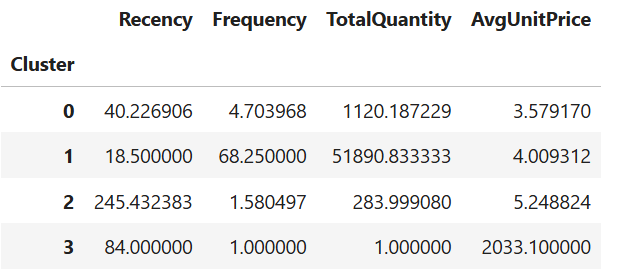 Recency Frequency TotalQuantity AvgUnitPrice
Cluster
0 40.226906 4.703968 1120.187229 3.579170
1 18.500000 68.250000 51890.833333 4.009312
2 245.432383 1.580497 283.999080 5.248824
3 84.000000 1.000000 1.000000 2033.100000